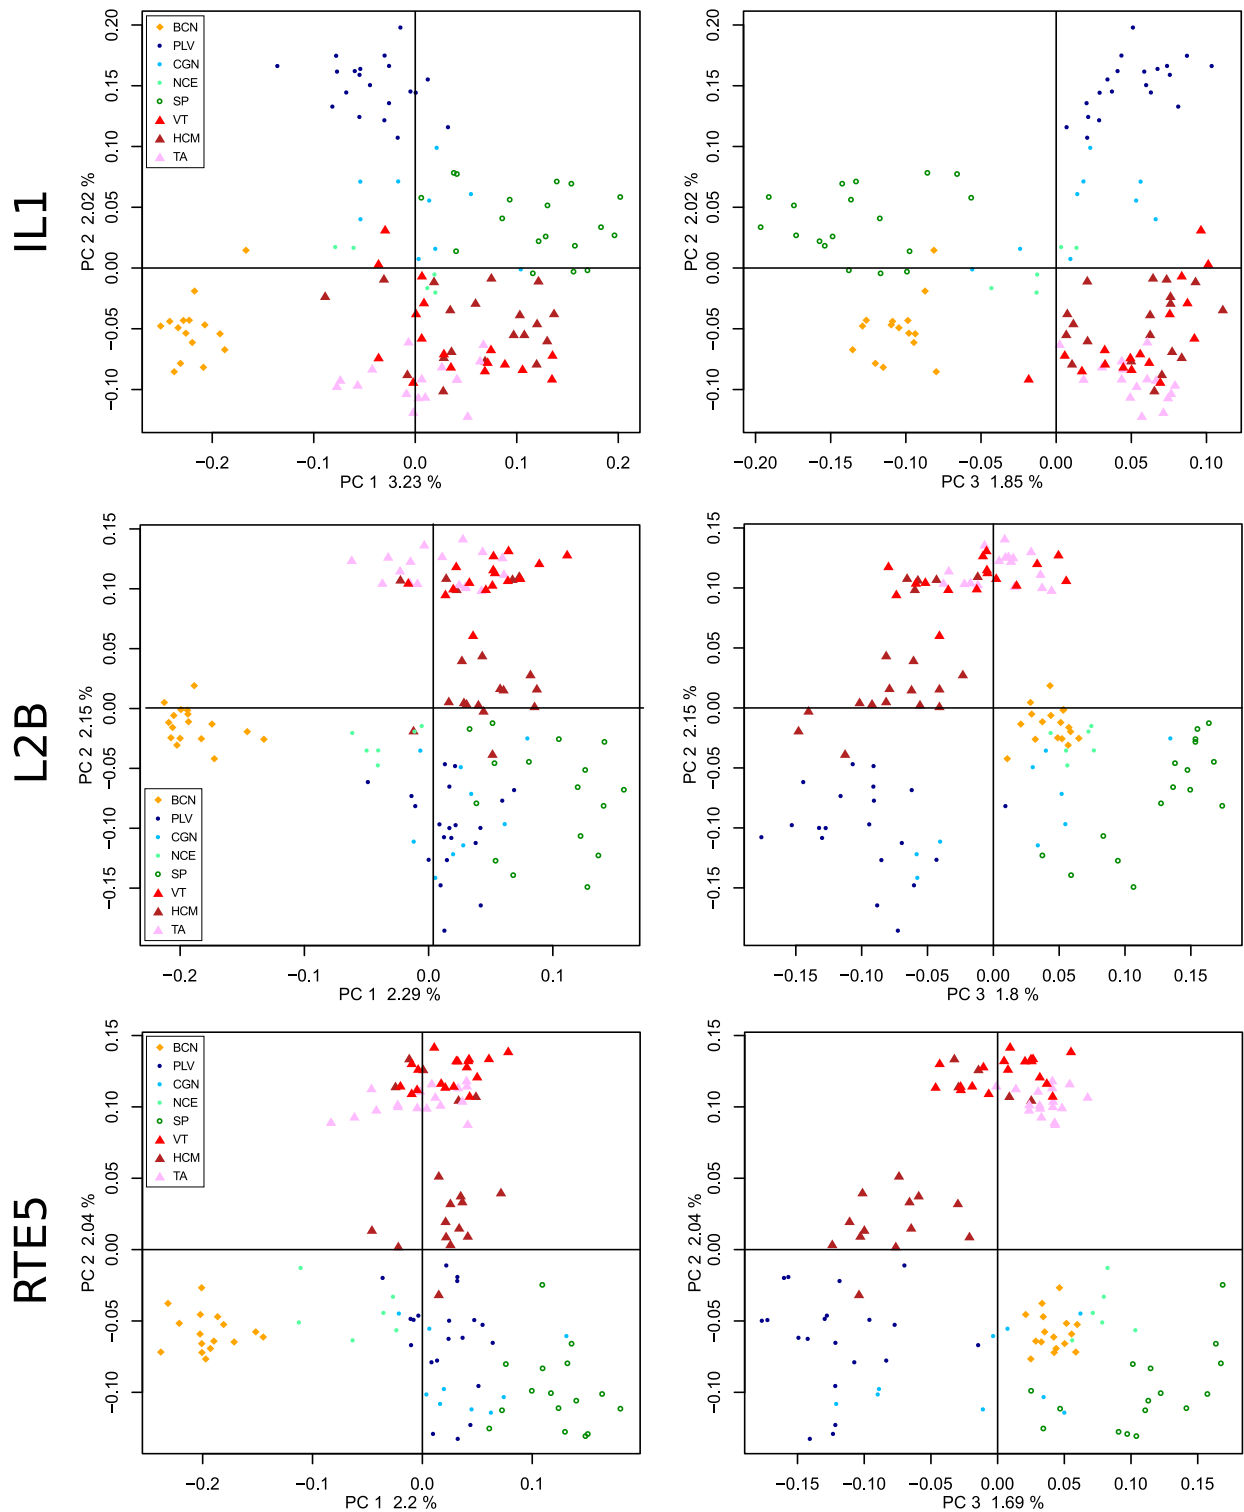 IL1
BCN
PLV
CGN
NCE
SP
VT
HCM
TA
PC 2 2.02 %
−0.10 −0.05 0.00 0.05 0.10 0.15 0.20
−0.2 −0.1 0.0 0.1 0.2
PC 1 3.23 %
PC 2 2.02 %
−0.10 −0.05 0.00 0.05 0.10 0.15 0.20
−0.20 −0.15 −0.10 −0.05 0.00 0.05 0.10
PC 3 1.85 %
L2B
BCN
PLV
CGN
NCE
SP
VT
HCM
TA
PC 2 2.15 %
−0.15 −0.10 −0.05 0.00 0.05 0.10 0.15
−0.2 −0.1 0.0 0.1
PC 1 2.29 %
PC 2 2.15 %
−0.15 −0.10 −0.05 0.00 0.05 0.10 0.15
−0.15 −0.10 −0.05 0.00 0.05 0.10 0.15
PC 3 1.8 %
RTE5
BCN
PLV
CGN
NCE
SP
VT
HCM
TA
PC 2 2.04 %
−0.10 −0.05 0.00 0.05 0.10 0.15
−0.2 −0.1 0.0 0.1
PC 1 2.2 %
PC 2 2.04 %
−0.10 −0.05 0.00 0.05 0.10 0.15
−0.15 −0.10 −0.05 0.00 0.05 0.10 0.15
PC 3 1.69 %